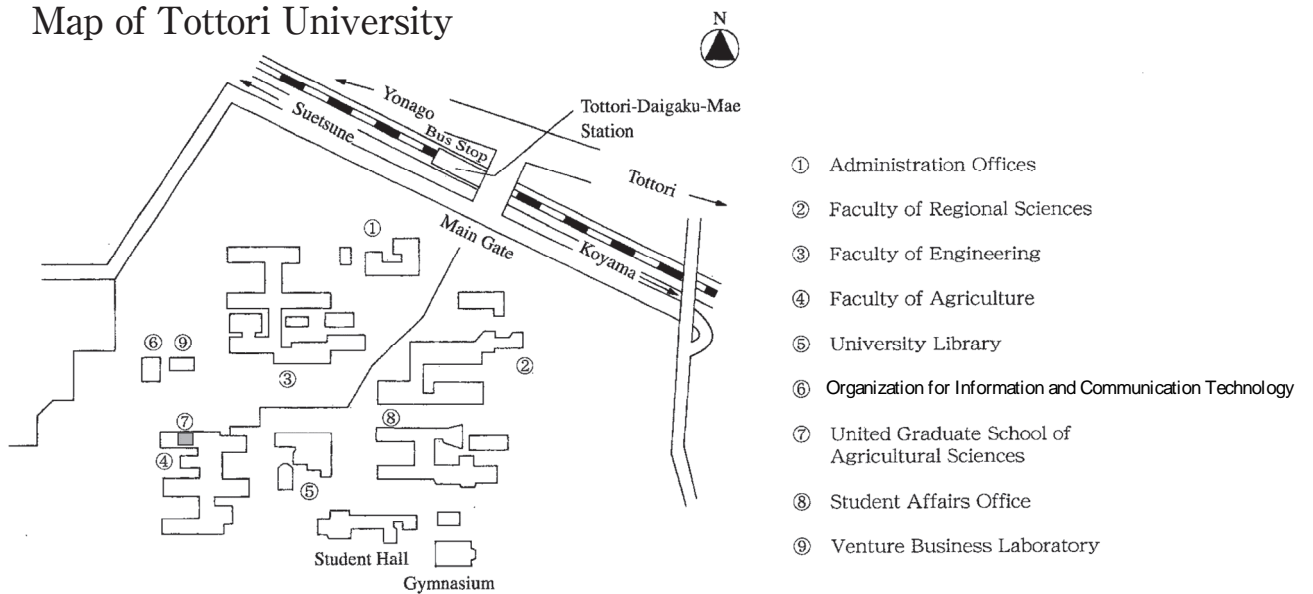 Map of Tottori University
N
Yonago
Tottori-Daigaku-Mae
Station
Suetsune
Bus Stop
Tottori
Main Gate
Koyama
①
②
③
④
⑤
⑥
⑦
⑧
⑨
Student Hall
Gymnasium
① Administration Offices
② Faculty of Regional Sciences
③ Faculty of Engineering
④ Faculty of Agriculture
⑤ University Library
⑥ Organization for Information and Communication Technology
⑦ United Graduate School of
Agricultural Sciences
⑧ Student Affairs Office
⑨ Venture Business Laboratory